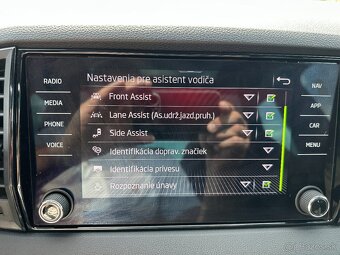 Nastavenia pre asistent vodiča
RADIO
MEDIA
PHONE
VOICE
Front Assist
Lane Assist (As.udrž.jazd.pruh.)
Side Assist
Identifikácia doprav. značiek
Identifikácia prívesu
Rozpoznanie únavy
NAV
APP
CAR
MENU